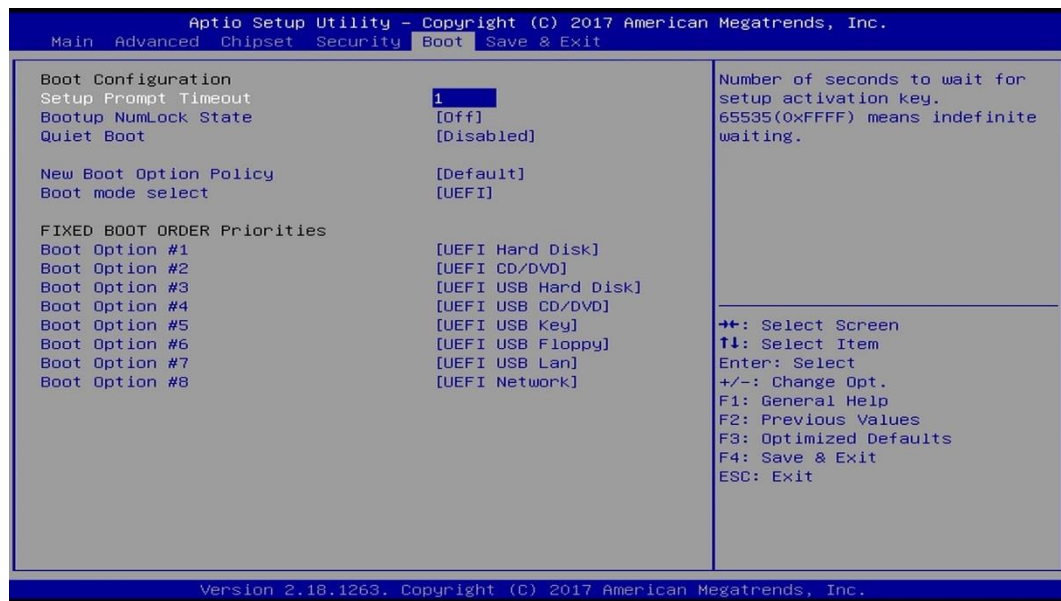 Aptio Setup Utility – Copyright (C) 2017 American Megatrends, Inc.
Main Advanced Chipset Security Boot Save & Exit
Boot Configuration
Setup Prompt Timeout 1
Bootup NumLock State [Off]
Quiet Boot [Disabled]
New Boot Option Policy [Default]
Boot mode select [UEFI]
FIXED BOOT ORDER Priorities
Boot Option #1 [UEFI Hard Disk]
Boot Option #2 [UEFI CD/DVD]
Boot Option #3 [UEFI USB Hard Disk]
Boot Option #4 [UEFI USB CD/DVD]
Boot Option #5 [UEFI USB Key]
Boot Option #6 [UEFI USB Floppy]
Boot Option #7 [UEFI USB Lan]
Boot Option #8 [UEFI Network]
Number of seconds to wait for
setup activation key.
65535(0xFFFF) means indefinite
waiting.
→←: Select Screen
↑↓: Select Item
Enter: Select
+/-: Change Opt.
F1: General Help
F2: Previous Values
F3: Optimized Defaults
F4: Save & Exit
ESC: Exit
Version 2.18.1263. Copyright (C) 2017 American Megatrends, Inc.